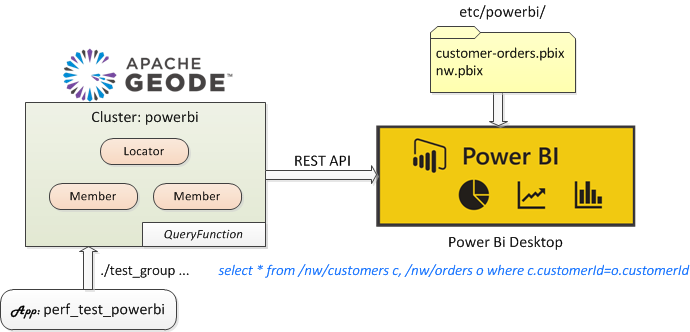 etc/powerbi/
customer-orders.pbix
nw.pbix
APACHE
GEODE™
Cluster: powerbi
Locator
Member Member
QueryFunction
REST API
Power BI
Power Bi Desktop
./test_group ...
select * from /nw/customers c, /nw/orders o where c.customerId=o.customerId
App: perf_test_powerbi